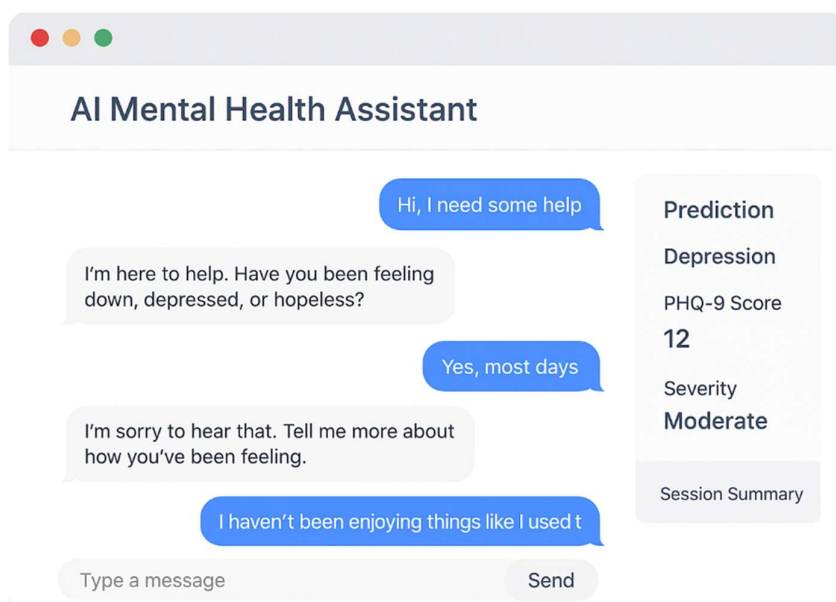 AI Mental Health Assistant
Hi, I need some help
I'm here to help. Have you been feeling
down, depressed, or hopeless?
Yes, most days
I'm sorry to hear that. Tell me more about
how you've been feeling.
I haven't been enjoying things like I used t
Type a message
Send
Prediction
Depression
PHQ-9 Score
12
Severity
Moderate
Session Summary